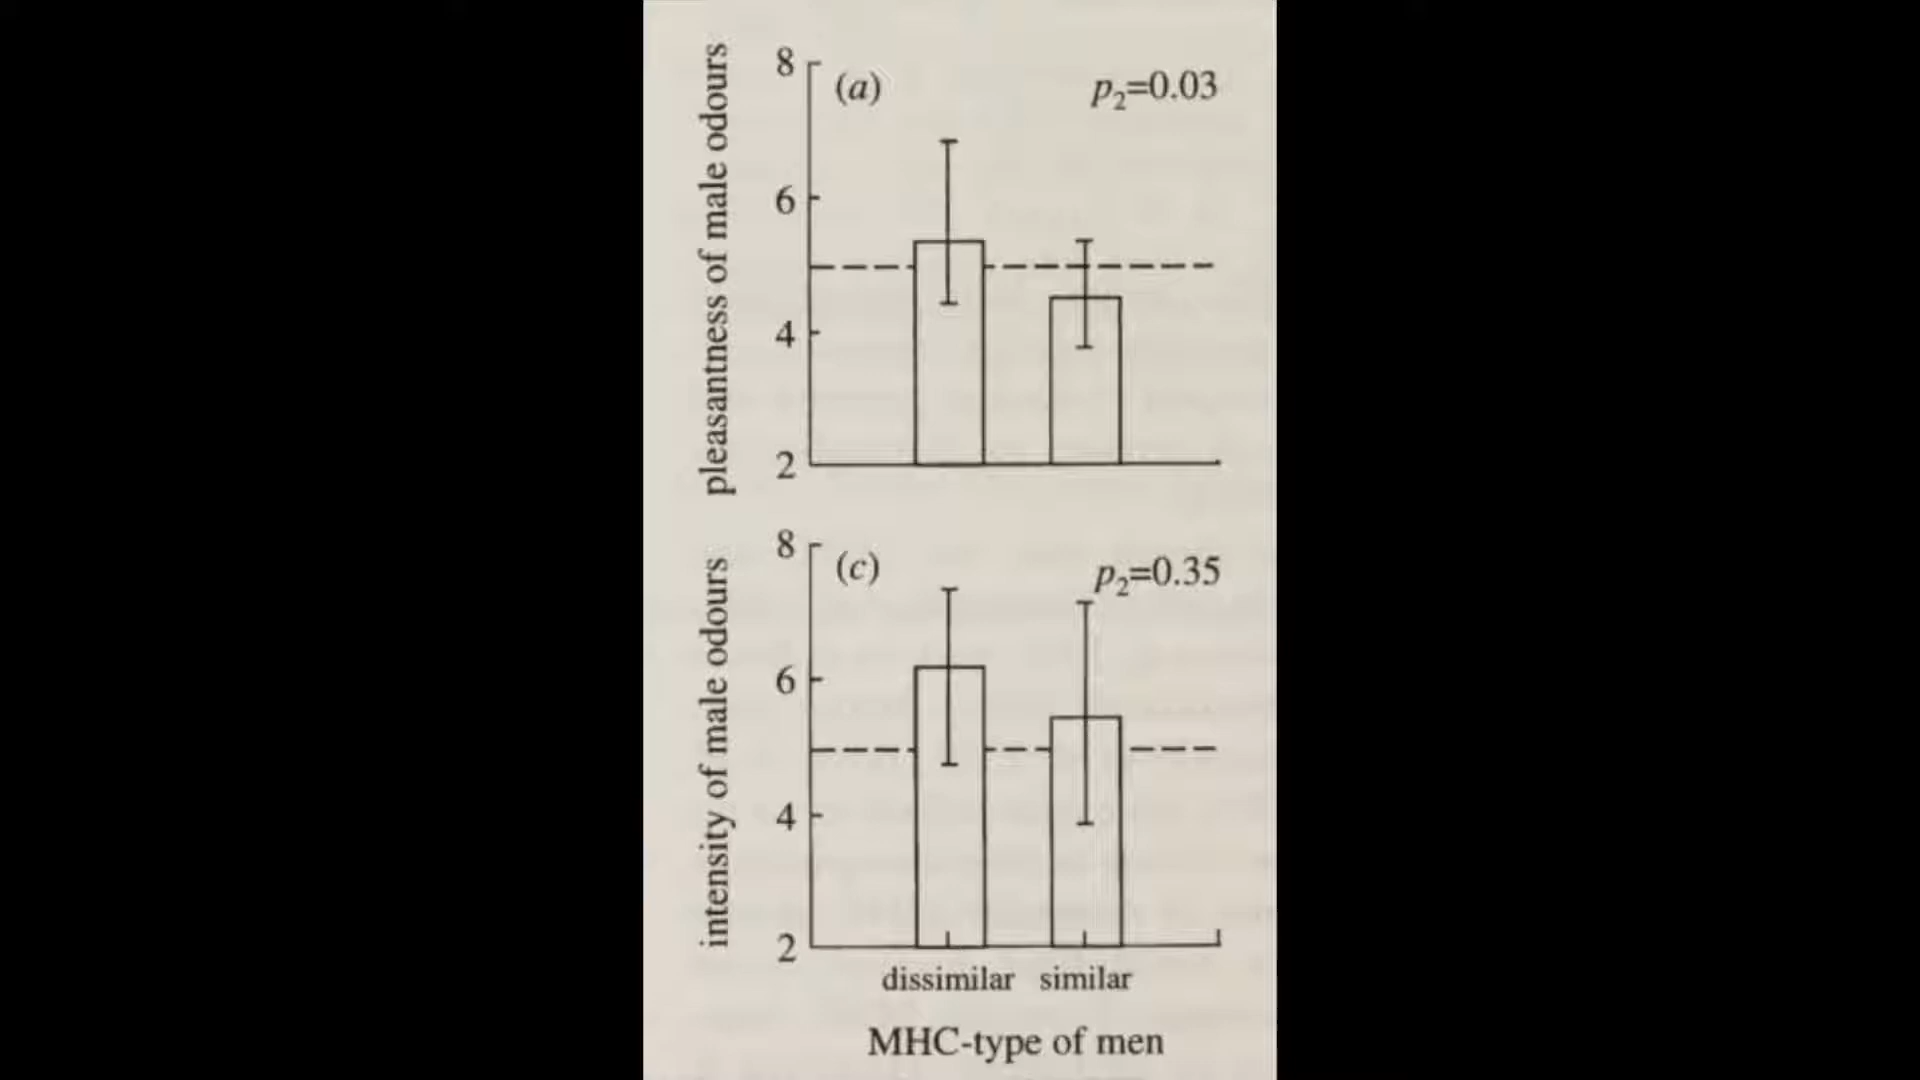 pleasantness of male odours
8
6
4
2
(a)
p2=0.03
intensity of male odours
8
6
4
2
(c)
p2=0.35
dissimilar similar
MHC-type of men